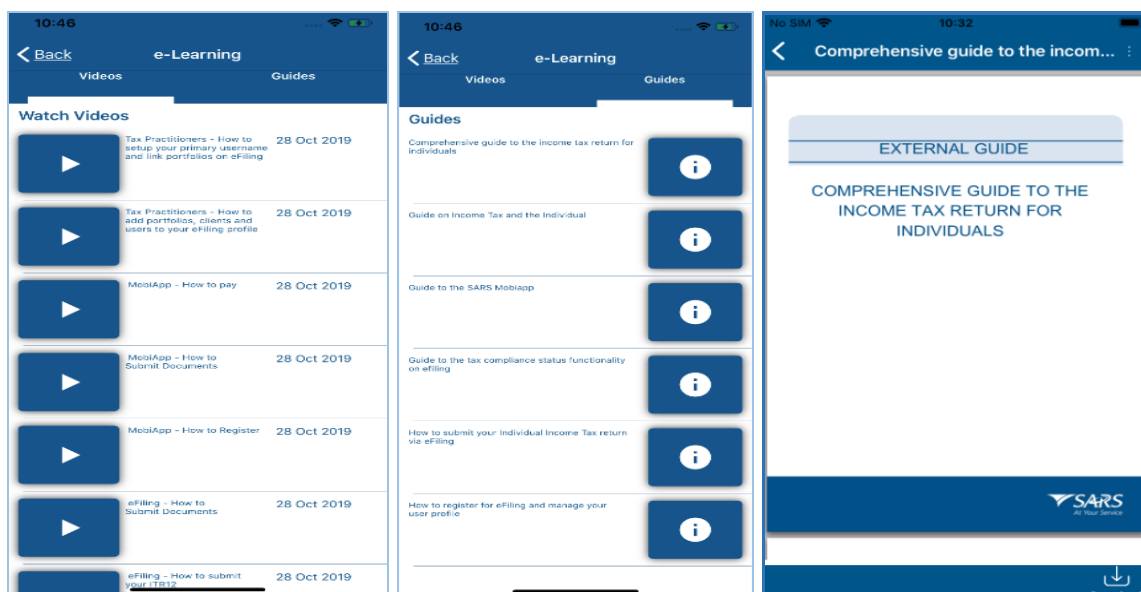 10:46
Back e-Learning
Videos Guides
Watch Videos
Tax Practitioners - How to
setup your primary username
and link portfolios on eFiling
28 Oct 2019
Tax Practitioners - How to
add portfolios, clients and
users to your eFiling profile
28 Oct 2019
MobiApp - How to pay
28 Oct 2019
MobiApp - How to
Submit Documents
28 Oct 2019
MobiApp - How to Register
28 Oct 2019
eFiling - How to
Submit Documents
28 Oct 2019
eFiling - How to submit
your ITR12
28 Oct 2019
10:46
Back e-Learning
Videos Guides
Guides
Comprehensive guide to the income tax return for
individuals
Guide on Income Tax and the Individual
Guide to the SARS Mobiapp
Guide to the tax compliance status functionality
on efiling
How to submit your Individual Income Tax return
via eFiling
How to register for eFiling and manage your
user profile
No SIM 10:32
Comprehensive guide to the incom...
EXTERNAL GUIDE
COMPREHENSIVE GUIDE TO THE
INCOME TAX RETURN FOR
INDIVIDUALS
SARS
At Your Service